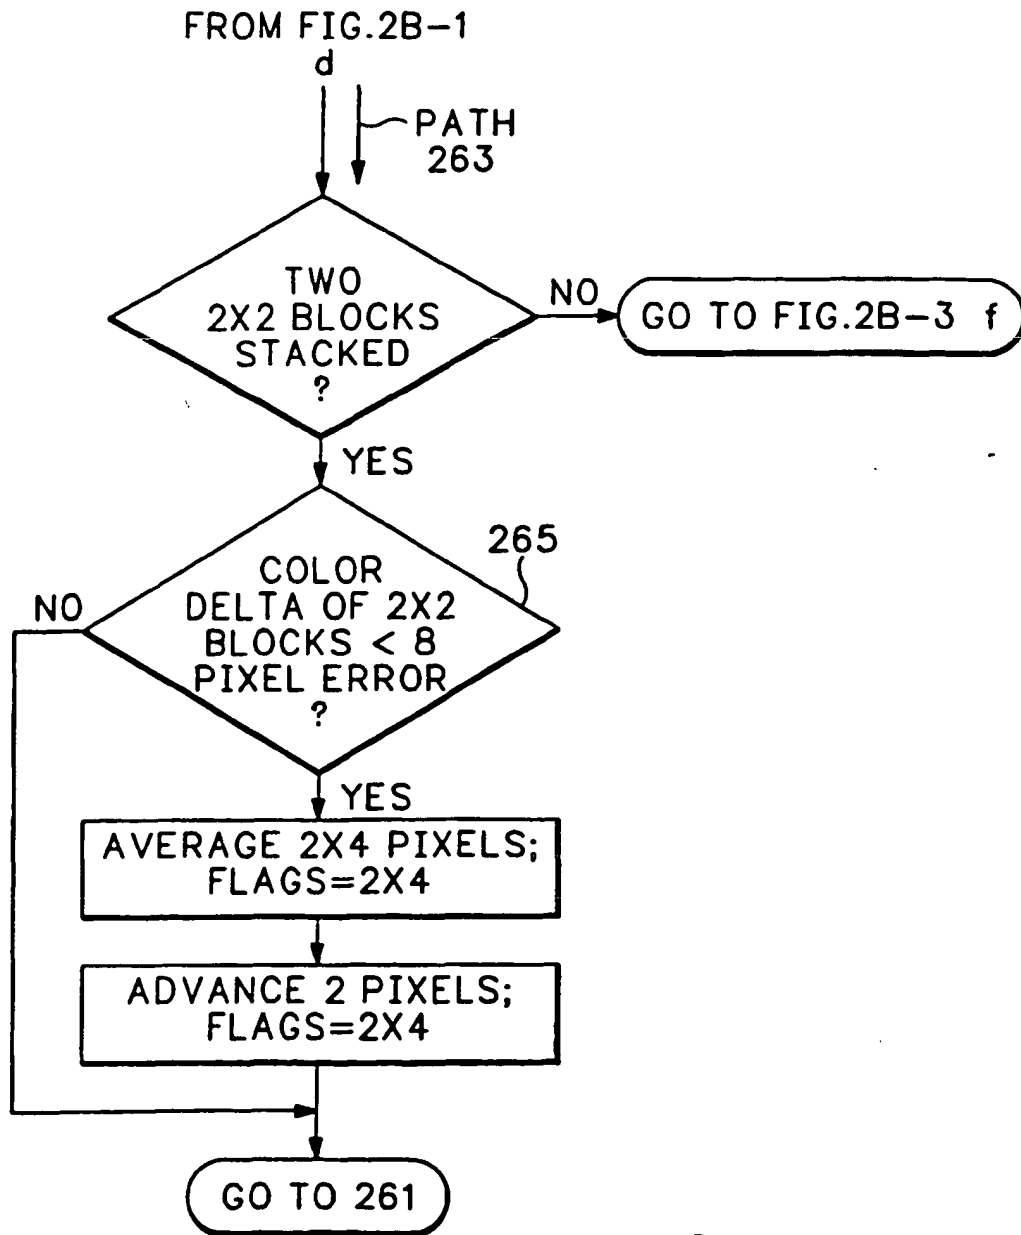 FROM FIG.2B-1
d
PATH
263
TWO
2X2 BLOCKS
STACKED
?
NO
GO TO FIG.2B-3 f
YES
265
COLOR
DELTA OF 2X2
BLOCKS < 8
PIXEL ERROR
?
NO
YES
AVERAGE 2X4 PIXELS;
FLAGS=2X4
ADVANCE 2 PIXELS;
FLAGS=2X4
GO TO 261